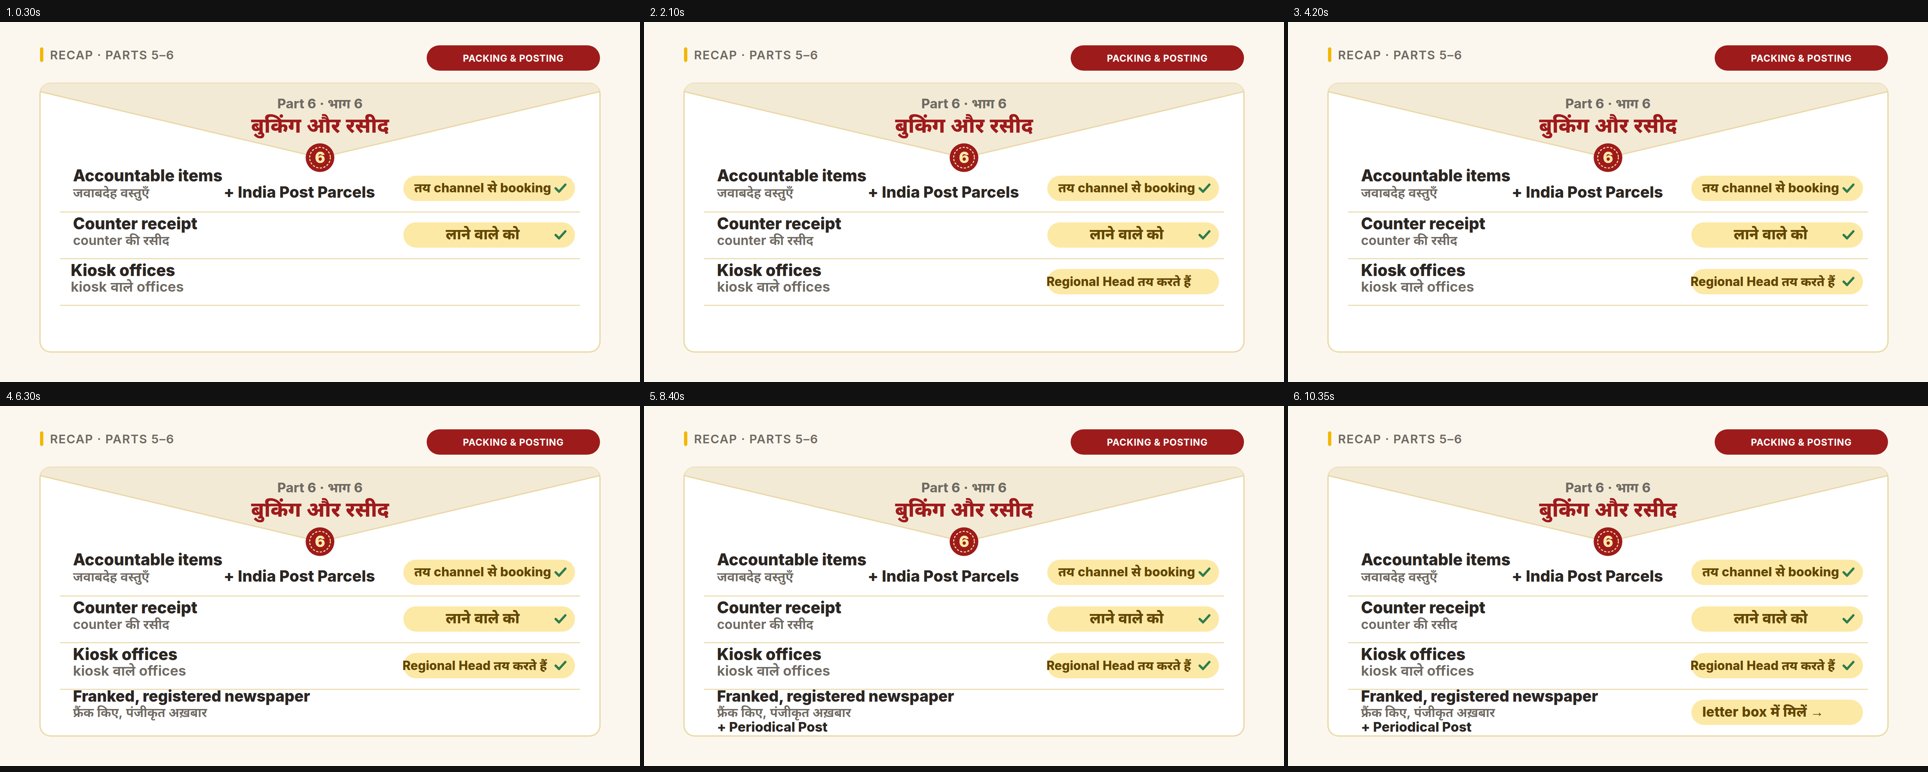 1. 0.30s
RECAP · PARTS 5–6
PACKING & POSTING
Part 6 · भाग 6
बुकिंग और रसीद
6
Accountable items
जवाबदेह वस्तुएँ
+ India Post Parcels
तय channel से booking ✓
Counter receipt
counter की रसीद
लाने वाले को ✓
Kiosk offices
kiosk वाले offices
2. 2.10s
RECAP · PARTS 5–6
PACKING & POSTING
Part 6 · भाग 6
बुकिंग और रसीद
6
Accountable items
जवाबदेह वस्तुएँ
+ India Post Parcels
तय channel से booking ✓
Counter receipt
counter की रसीद
लाने वाले को ✓
Kiosk offices
kiosk वाले offices
Regional Head तय करते हैं
3. 4.20s
RECAP · PARTS 5–6
PACKING & POSTING
Part 6 · भाग 6
बुकिंग और रसीद
6
Accountable items
जवाबदेह वस्तुएँ
+ India Post Parcels
तय channel से booking ✓
Counter receipt
counter की रसीद
लाने वाले को ✓
Kiosk offices
kiosk वाले offices
Regional Head तय करते हैं ✓
4. 6.30s
RECAP · PARTS 5–6
PACKING & POSTING
Part 6 · भाग 6
बुकिंग और रसीद
6
Accountable items
जवाबदेह वस्तुएँ
+ India Post Parcels
तय channel से booking ✓
Counter receipt
counter की रसीद
लाने वाले को ✓
Kiosk offices
kiosk वाले offices
Regional Head तय करते हैं ✓
Franked, registered newspaper
फ्रैंक किए, पंजीकृत अख़बार
5. 8.40s
RECAP · PARTS 5–6
PACKING & POSTING
Part 6 · भाग 6
बुकिंग और रसीद
6
Accountable items
जवाबदेह वस्तुएँ
+ India Post Parcels
तय channel से booking ✓
Counter receipt
counter की रसीद
लाने वाले को ✓
Kiosk offices
kiosk वाले offices
Regional Head तय करते हैं ✓
Franked, registered newspaper
फ्रैंक किए, पंजीकृत अख़बार
+ Periodical Post
6. 10.35s
RECAP · PARTS 5–6
PACKING & POSTING
Part 6 · भाग 6
बुकिंग और रसीद
6
Accountable items
जवाबदेह वस्तुएँ
+ India Post Parcels
तय channel से booking ✓
Counter receipt
counter की रसीद
लाने वाले को ✓
Kiosk offices
kiosk वाले offices
Regional Head तय करते हैं ✓
Franked, registered newspaper
फ्रैंक किए, पंजीकृत अख़बार
+ Periodical Post
letter box में मिलें →